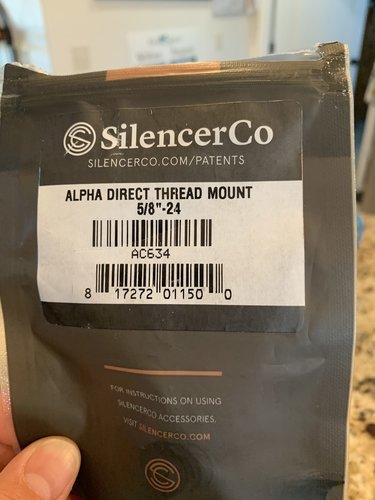 SilencerCo
SILENCERCO.COM/PATENTS
ALPHA DIRECT THREAD MOUNT
5/8"-24
AC634
8 17272 01150 0
FOR INSTRUCTIONS ON USING
SILENCERCO ACCESSORIES,
VISIT SILENCERCO.COM